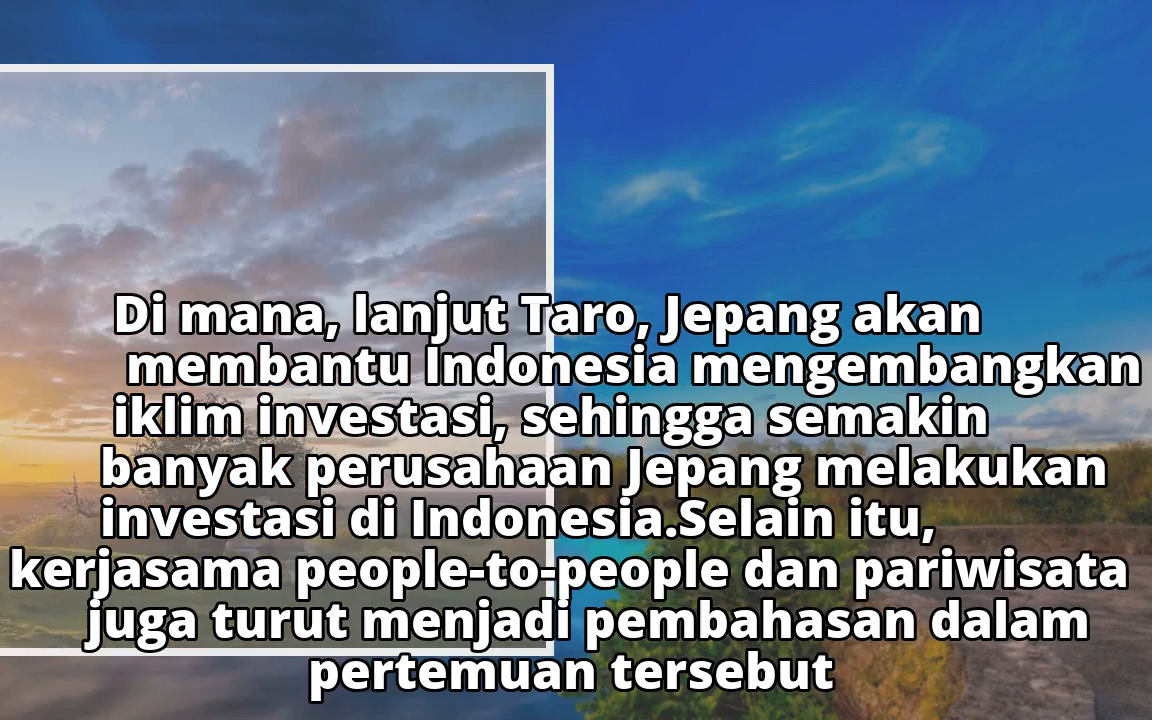 Di mana, lanjut Taro, Jepang akan
membantu Indonesia mengembangkan
iklim investasi, sehingga semakin
banyak perusahaan Jepang melakukan
investasi di Indonesia.Selain itu,
kerjasama people-to-people dan pariwisata
juga turut menjadi pembahasan dalam
pertemuan tersebut